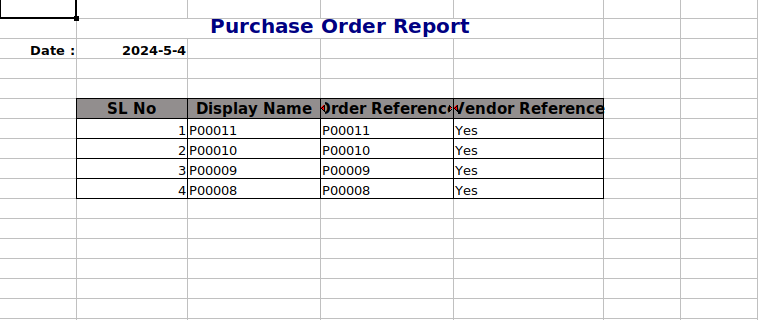 Purchase Order Report
Date : 2024-5-4
SL No Display Name Order Reference Vendor Reference
1 P00011 P00011 Yes
2 P00010 P00010 Yes
3 P00009 P00009 Yes
4 P00008 P00008 Yes